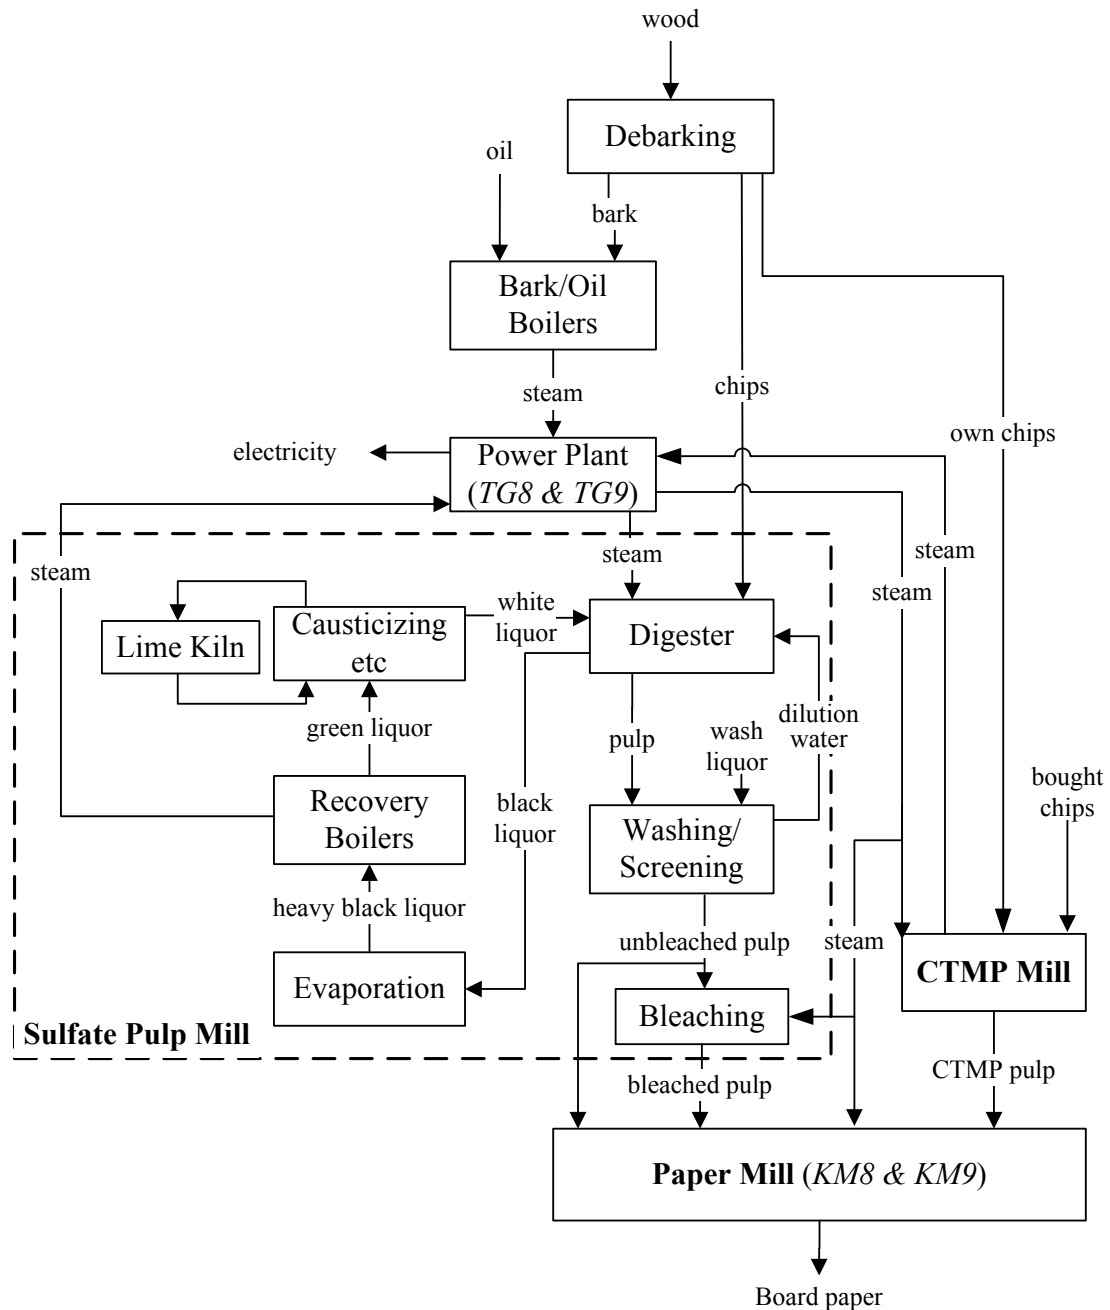 wood
Debarking
oil
bark
Bark/Oil
Boilers
steam
chips
own chips
electricity
Power Plant
(TG8 & TG9)
steam
steam
steam
steam
white
liquor
Causticizing
etc
Lime Kiln
Digester
green liquor
pulp
wash
liquor
dilution
water
bought
chips
Recovery
Boilers
black
liquor
Washing/
Screening
heavy black liquor
unbleached pulp
steam
CTMP Mill
Evaporation
Bleaching
Sulfate Pulp Mill
bleached pulp
CTMP pulp
Paper Mill (KM8 & KM9)
Board paper